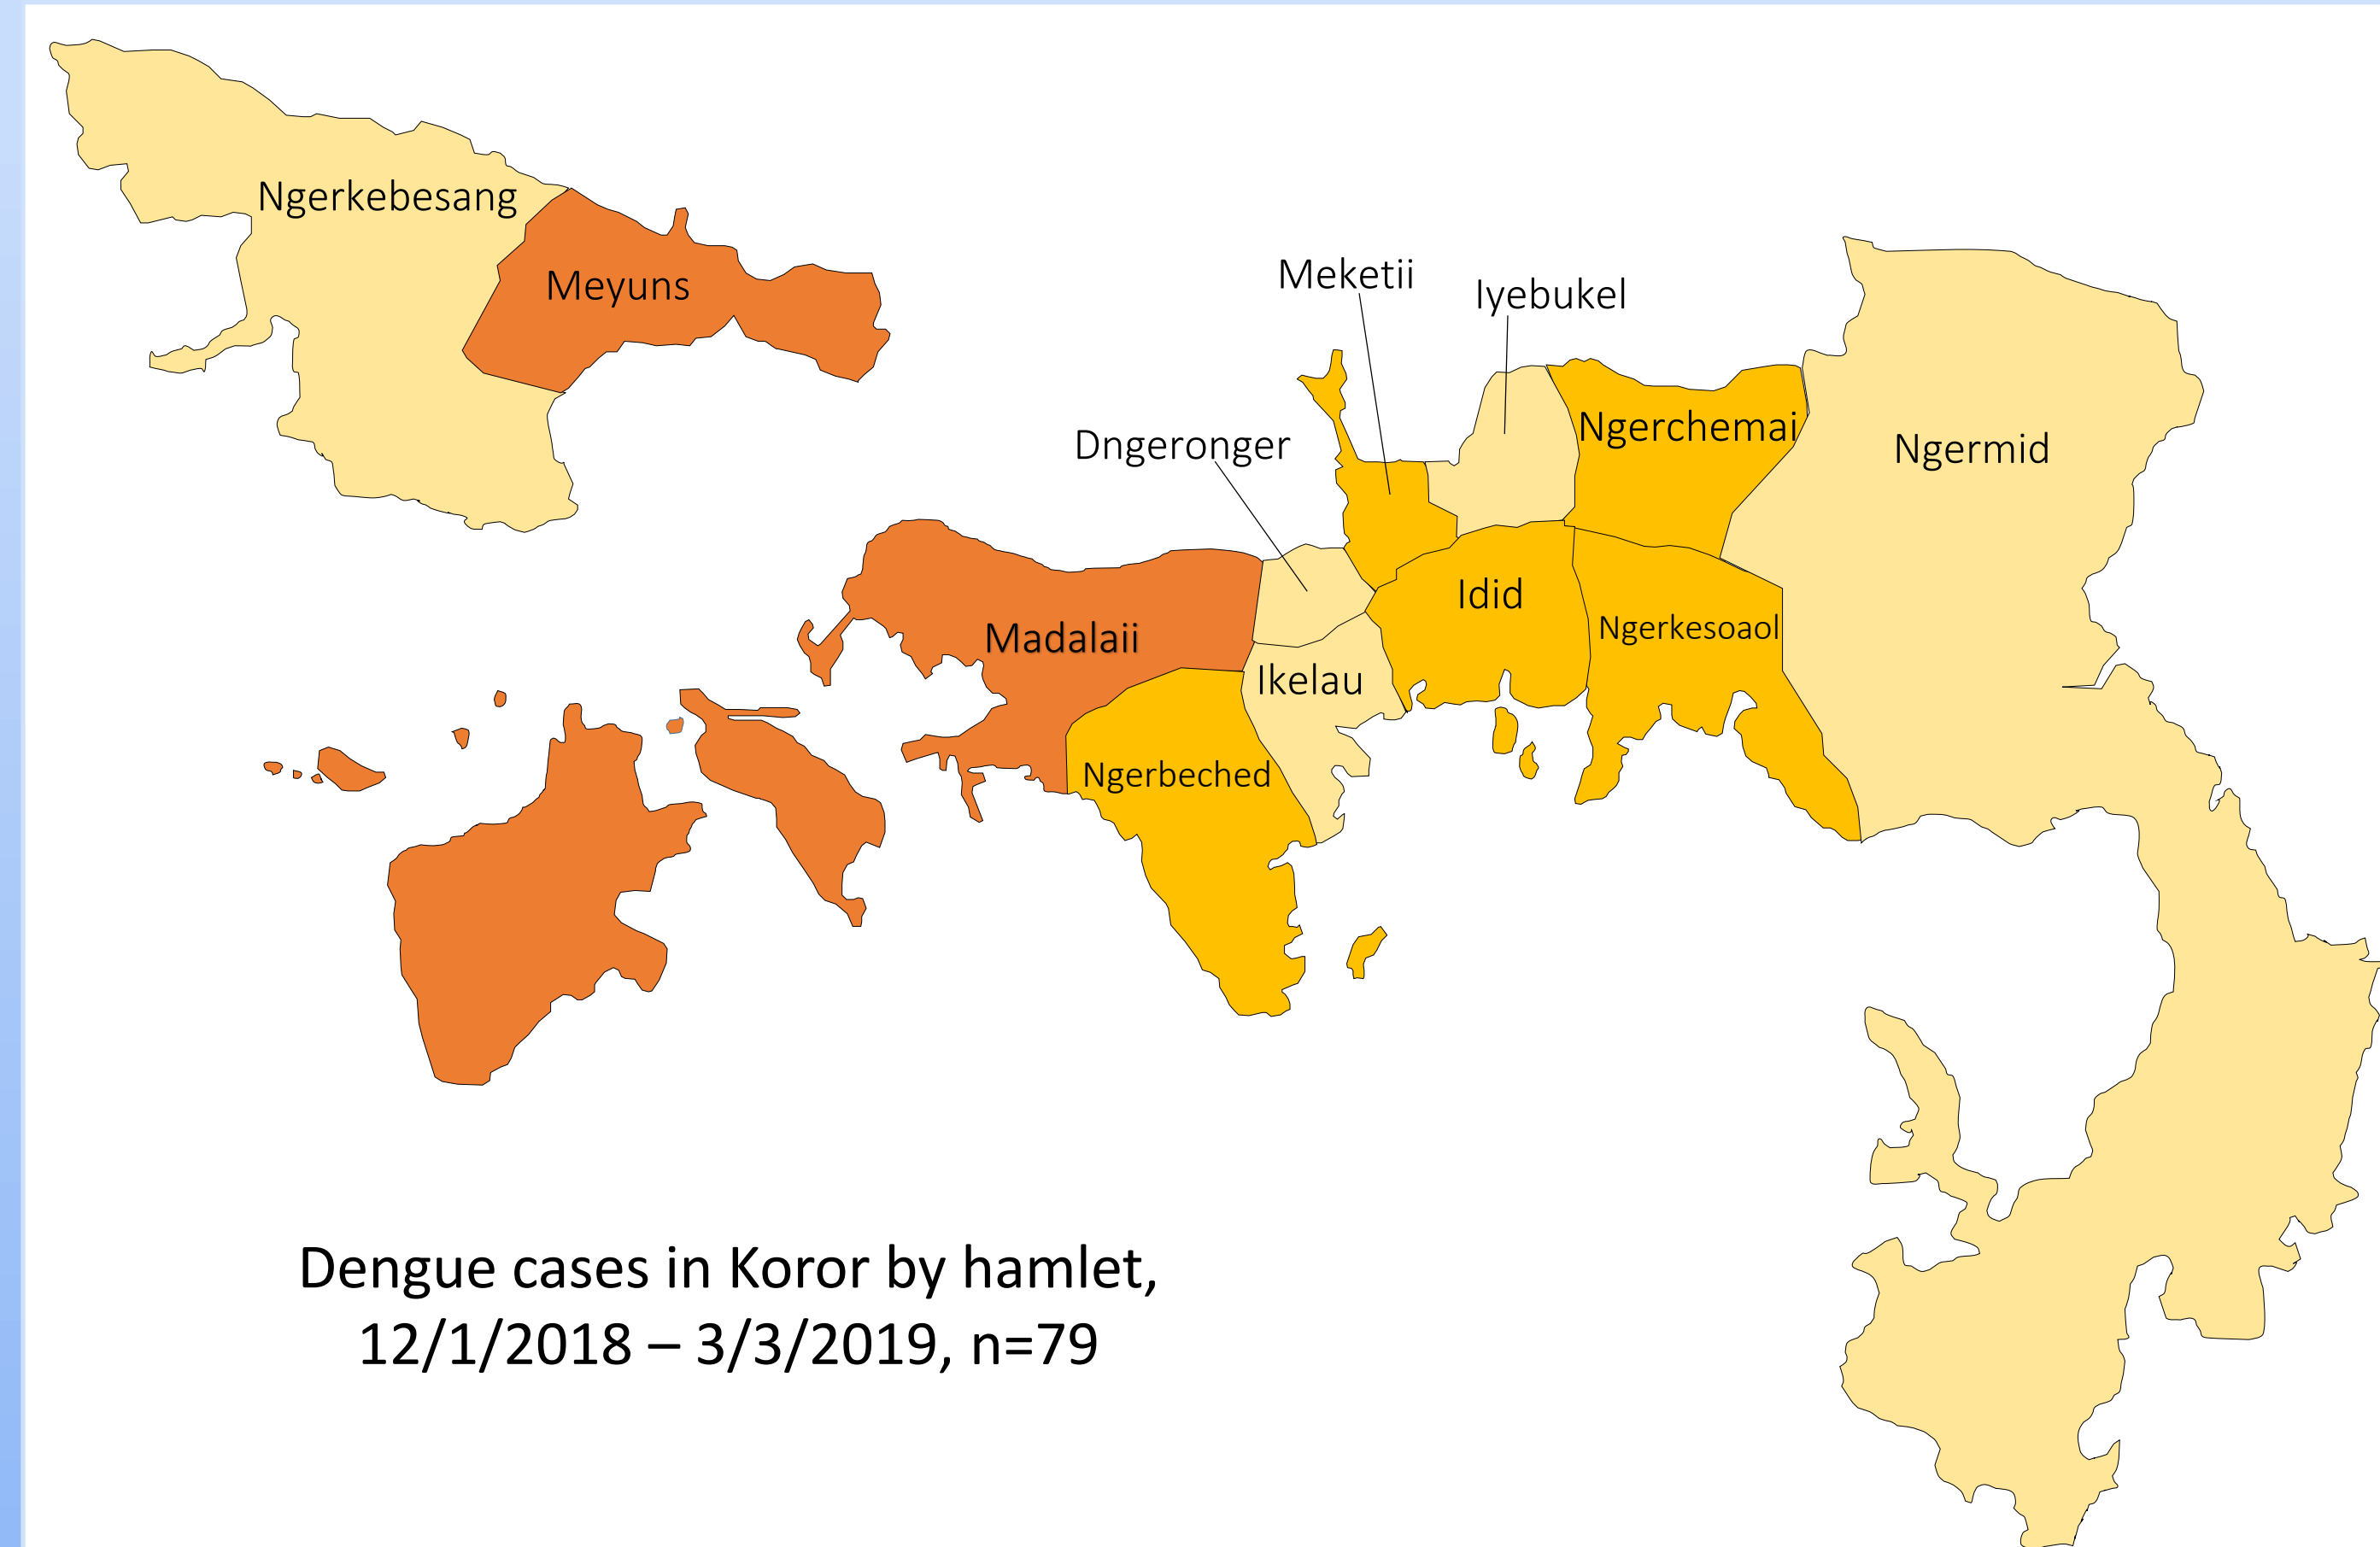 Ngerkebesang
Meyuns
Meketii
Iyebukel
Dngeronger
Ngerchemai
Ngermid
Idid
Ngerkesoaol
Madalaii
Ikelau
Ngerbeched
Dengue cases in Koror by hamlet,
12/1/2018 – 3/3/2019, n=79